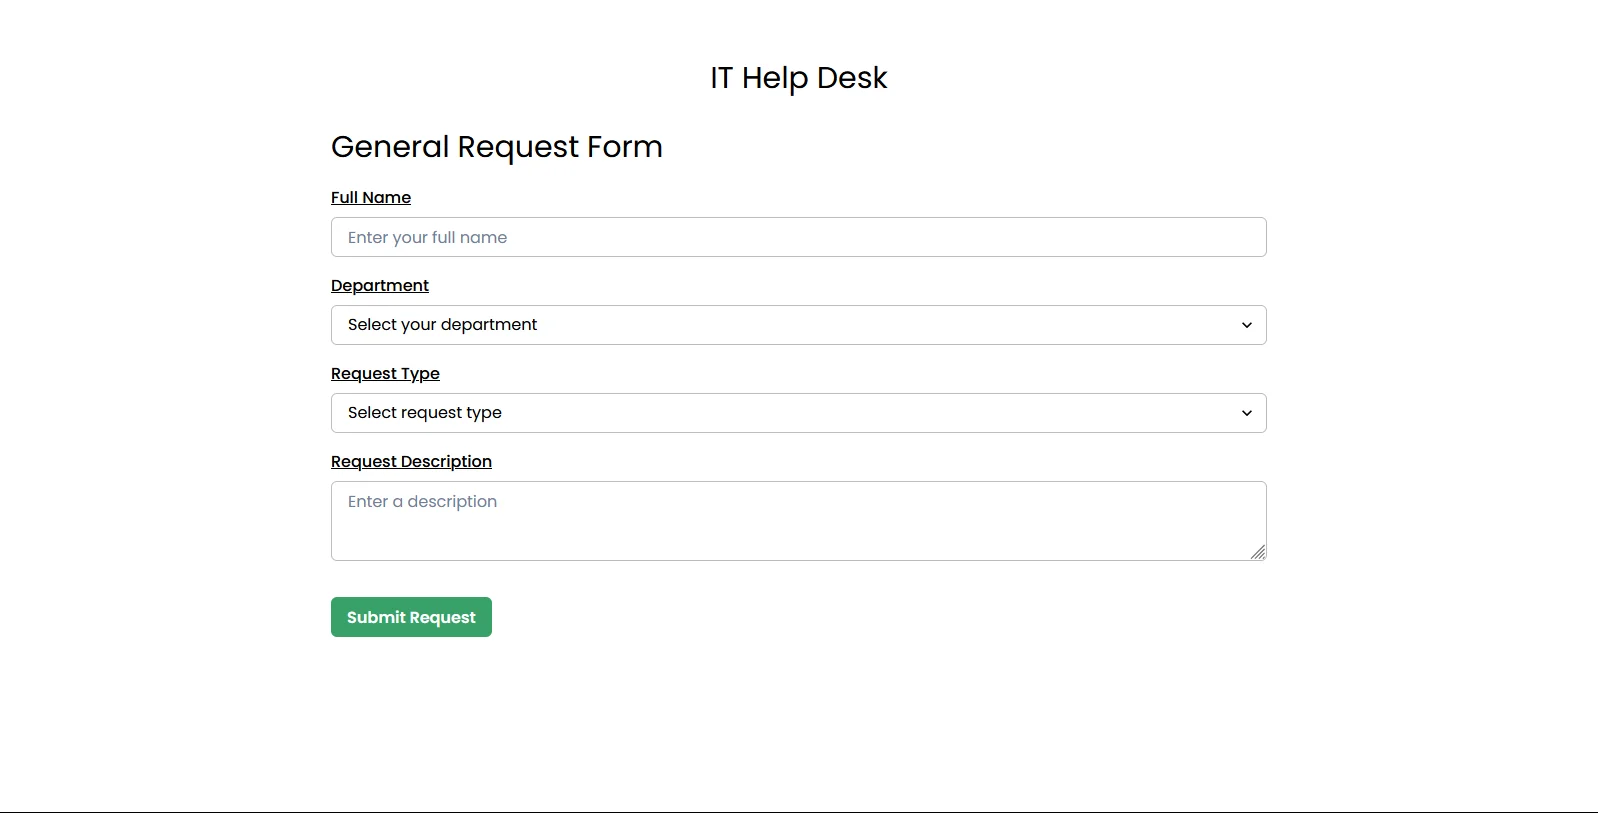 IT Help Desk
General Request Form
Full Name
Enter your full name
Department
Select your department
Request Type
Select request type
Request Description
Enter a description
Submit Request